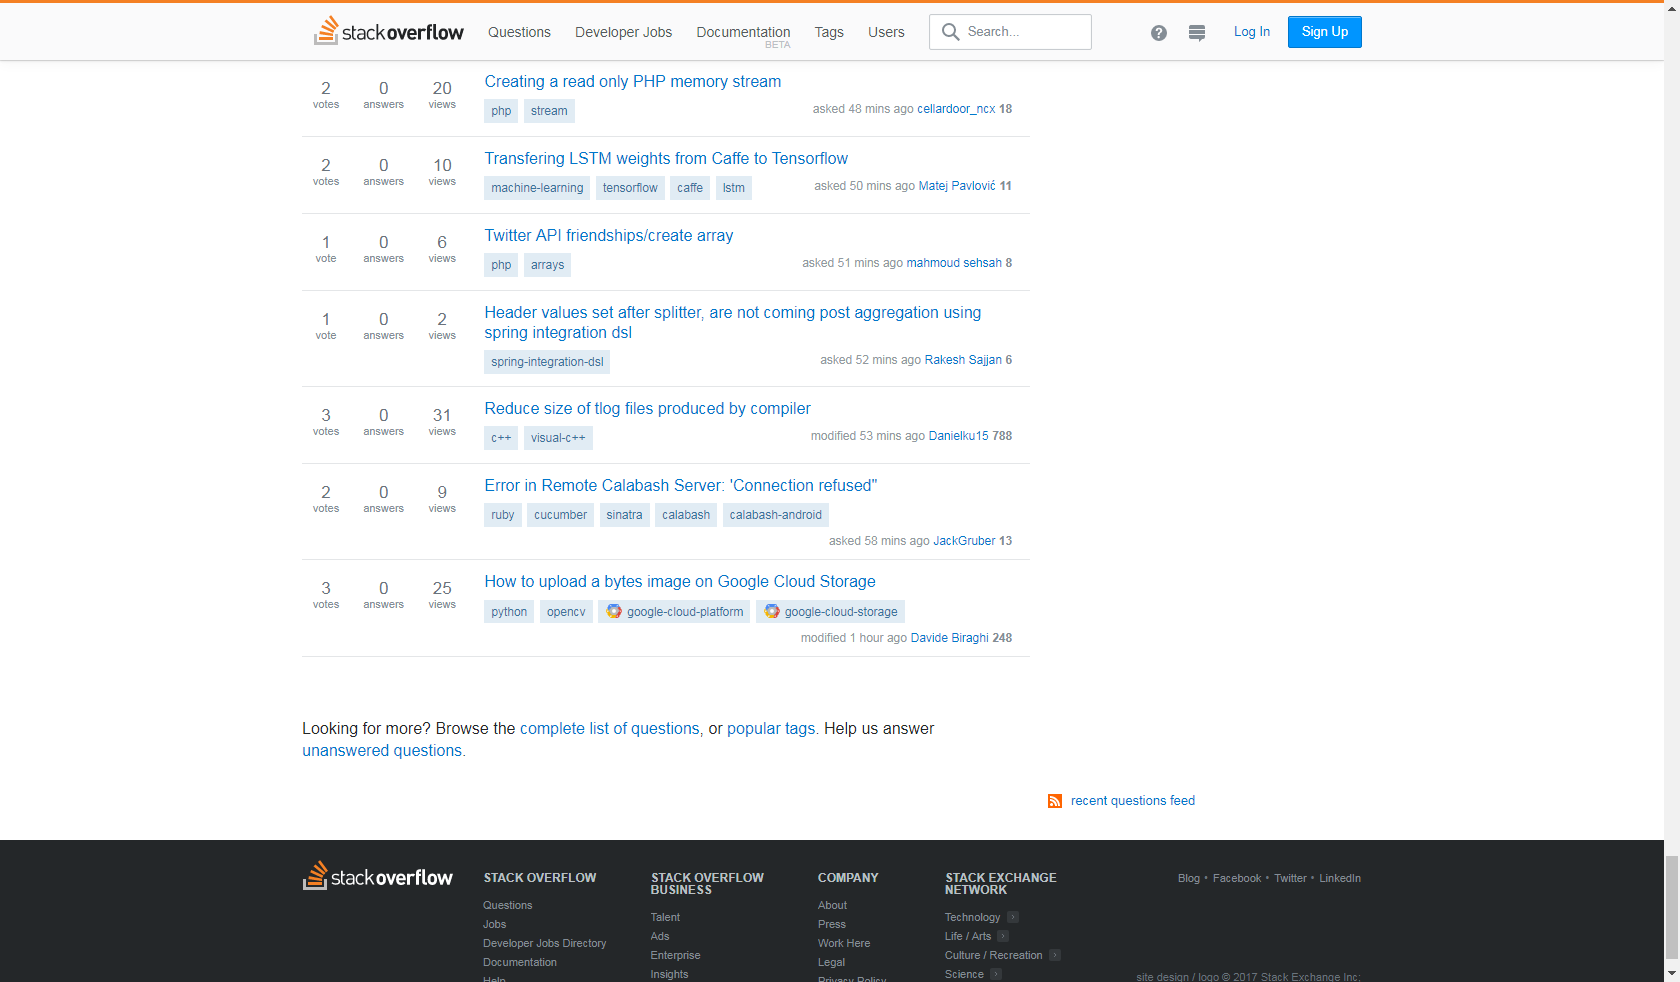 stackoverflow Questions Developer Jobs Documentation Tags Users Search... Log In Sign Up
BETA
2 votes 0 answers 20 views
Creating a read only PHP memory stream
php stream
asked 48 mins ago cellardoor_ncx 18
2 votes 0 answers 10 views
Transfering LSTM weights from Caffe to Tensorflow
machine-learning tensorflow caffe lstm
asked 50 mins ago Matej Pavlović 11
1 vote 0 answers 6 views
Twitter API friendships/create array
php arrays
asked 51 mins ago mahmoud sehsah 8
1 vote 0 answers 2 views
Header values set after splitter, are not coming post aggregation using
spring integration dsl
spring-integration-dsl
asked 52 mins ago Rakesh Sajjan 6
3 votes 0 answers 31 views
Reduce size of tlog files produced by compiler
c++ visual-c++
modified 53 mins ago Danielku15 788
2 votes 0 answers 9 views
Error in Remote Calabash Server: 'Connection refused"
ruby cucumber sinatra calabash calabash-android
asked 58 mins ago JackGruber 13
3 votes 0 answers 25 views
How to upload a bytes image on Google Cloud Storage
python opencv google-cloud-platform google-cloud-storage
modified 1 hour ago Davide Biraghi 248
Looking for more? Browse the complete list of questions, or popular tags. Help us answer
unanswered questions.
recent questions feed
stackoverflow
STACK OVERFLOW
Questions
Jobs
Developer Jobs Directory
Documentation
Help
STACK OVERFLOW
BUSINESS
Talent
Ads
Enterprise
Insights
COMPANY
About
Press
Work Here
Legal
Privacy Policy
STACK EXCHANGE
NETWORK
Technology
Life / Arts
Culture / Recreation
Science
Blog • Facebook • Twitter • LinkedIn
site design / logo © 2017 Stack Exchange Inc;